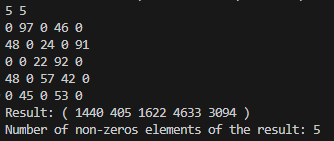 5 5
0 97 0 46 0
48 0 24 0 91
0 0 22 92 0
48 0 57 42 0
0 45 0 53 0
Result: ( 1440 405 1622 4633 3094 )
Number of non-zeros elements of the result: 5